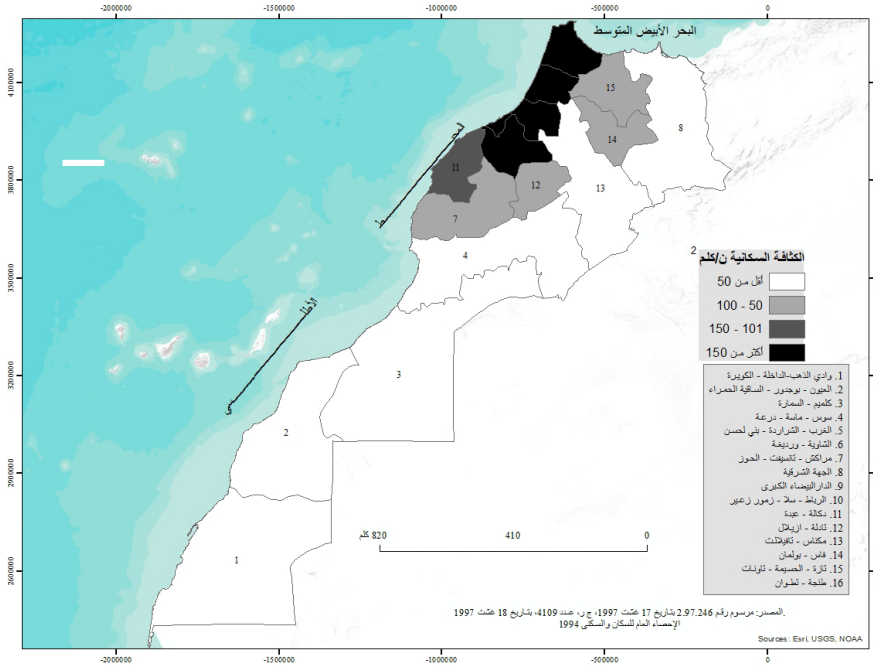 -2000000 -1500000 -1000000 -500000 0
البحر الأبيض المتوسط
4100000
3800000
3500000
3200000
2900000
2600000
15
14
8
11
12
13
7
4
3
2
1
المحيط
الأطلسي
الكثافة السكانية ن/كلم 2
أقل من 50
50 - 100
101 - 150
أكثر من 150
1. وادي الذهب-الداخلة - الكويرة
2. العيون - بوجدور - الساقية الحمراء
3. كلميم - السمارة
4. سوس - ماسة - درعة
5. الغرب - الشراردة - بني لحسن
6. الشاوية - ورديغة
7. مراكش - تانسيفت - الحوز
8. الجهة الشرقية
9. الدارالبيضاء الكبرى
10. الرباط - سلا - زمور زعير
11. دكالة - عبدة
12. تادلة - ازيلال
13. مكناس - تافيلالت
14. فاس - بولمان
15. تازة - الحسيمة - تاونات
16. طنجة - تطوان
0 410 820 كلم
المصدر: مرسوم رقم 2.97.246 بتاريخ 17 غشت 1997، ج ر، عدد 4109، بتاريخ 18 غشت 1997.
الإحصاء العام للسكان والسكنى 1994
Sources: Esri, USGS, NOAA
-2000000 -1500000 -1000000 -500000 0